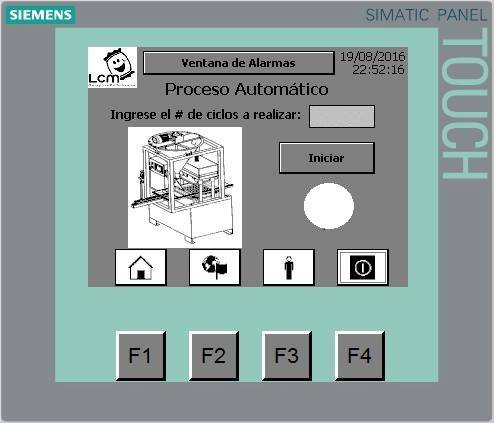 SIEMENS
SIMATIC PANEL
TOUCH
Lcm
Ventana de Alarmas
19/08/2016
22:52:16
Proceso Automático
Ingrese el # de ciclos a realizar:
Iniciar
F1
F2
F3
F4